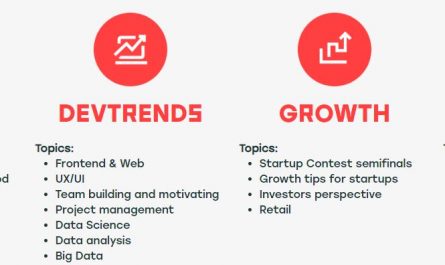 DEVTRENDS
Topics:
• Frontend & Web
• UX/UI
• Team building and motivating
• Project management
• Data Science
• Data analysis
• Big Data
GROWTH
Topics:
• Startup Contest semifinals
• Growth tips for startups
• Investors perspective
• Retail